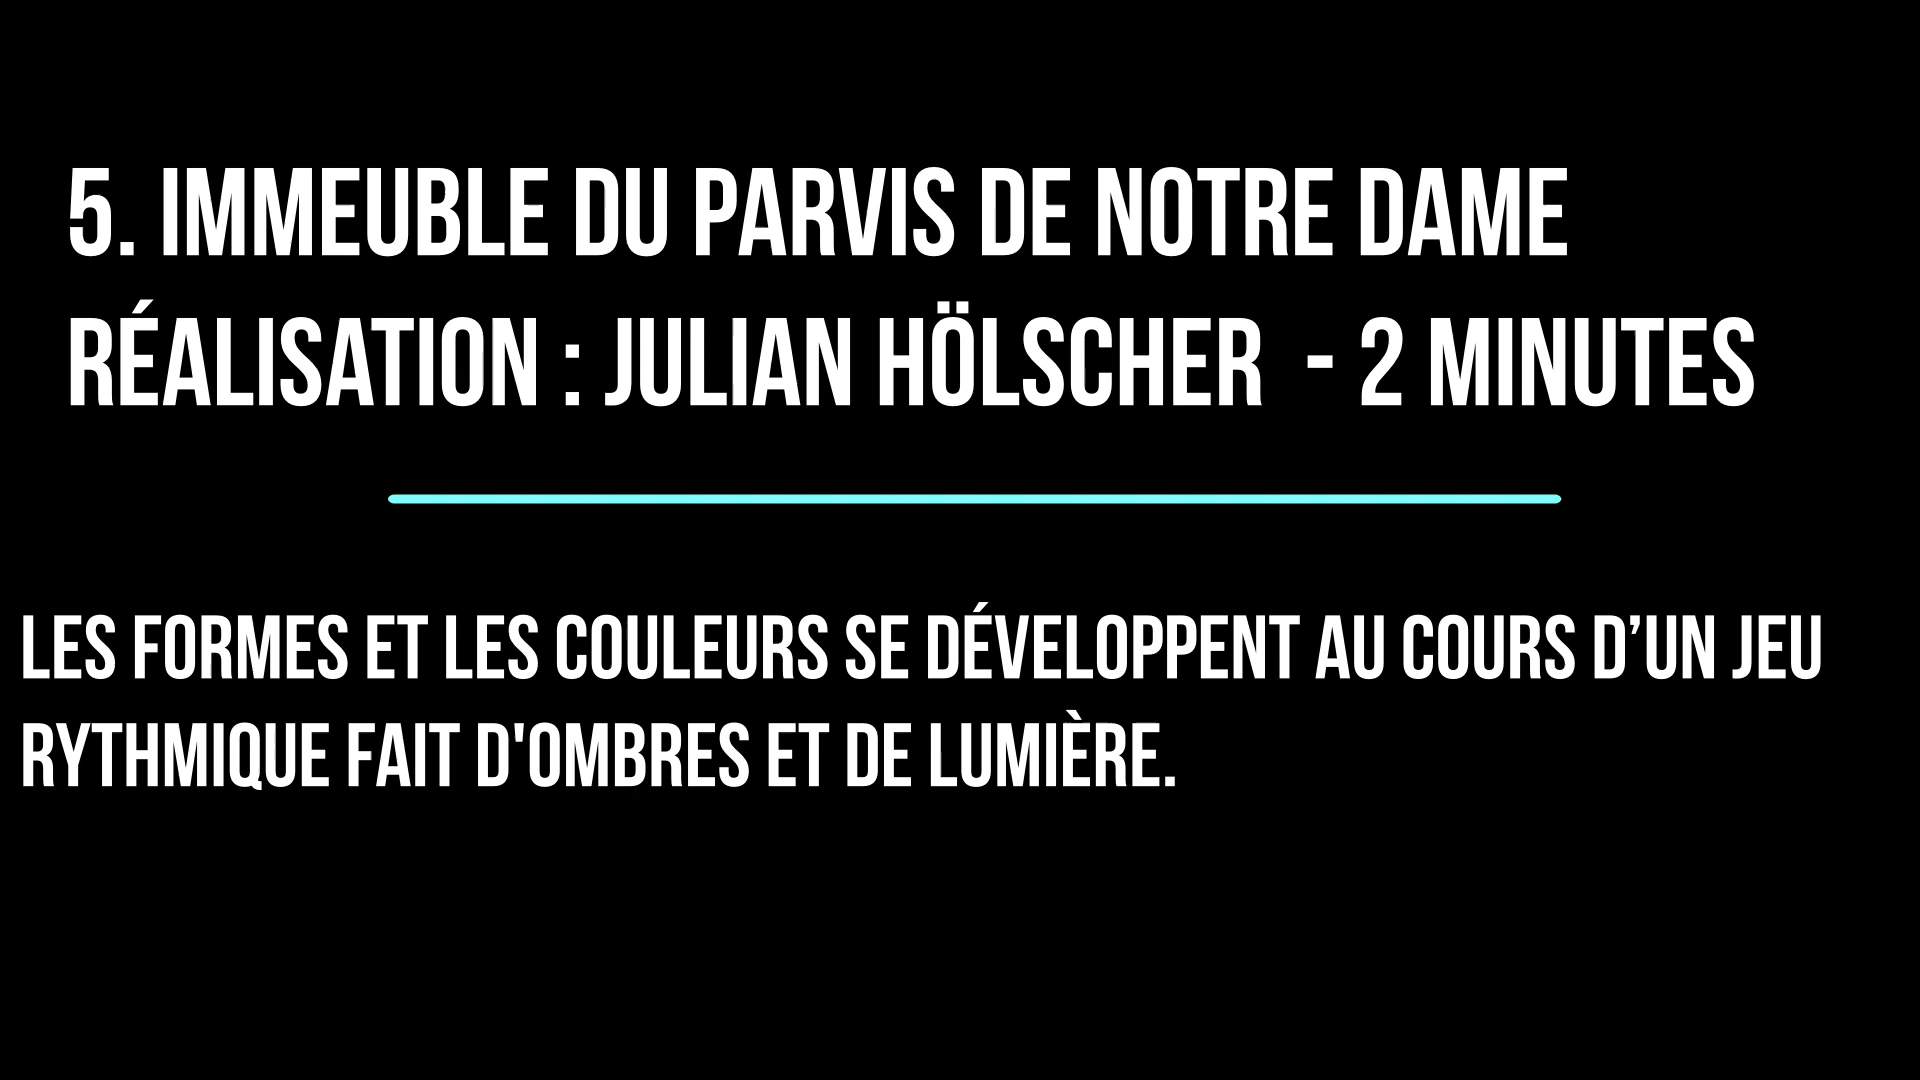 5. IMMEUBLE DU PARVIS DE NOTRE DAME
RÉALISATION : JULIAN HÖLSCHER  - 2 MINUTES
LES FORMES ET LES COULEURS SE DÉVELOPPENT AU COURS D’UN JEU
RYTHMIQUE FAIT D'OMBRES ET DE LUMIÈRE.